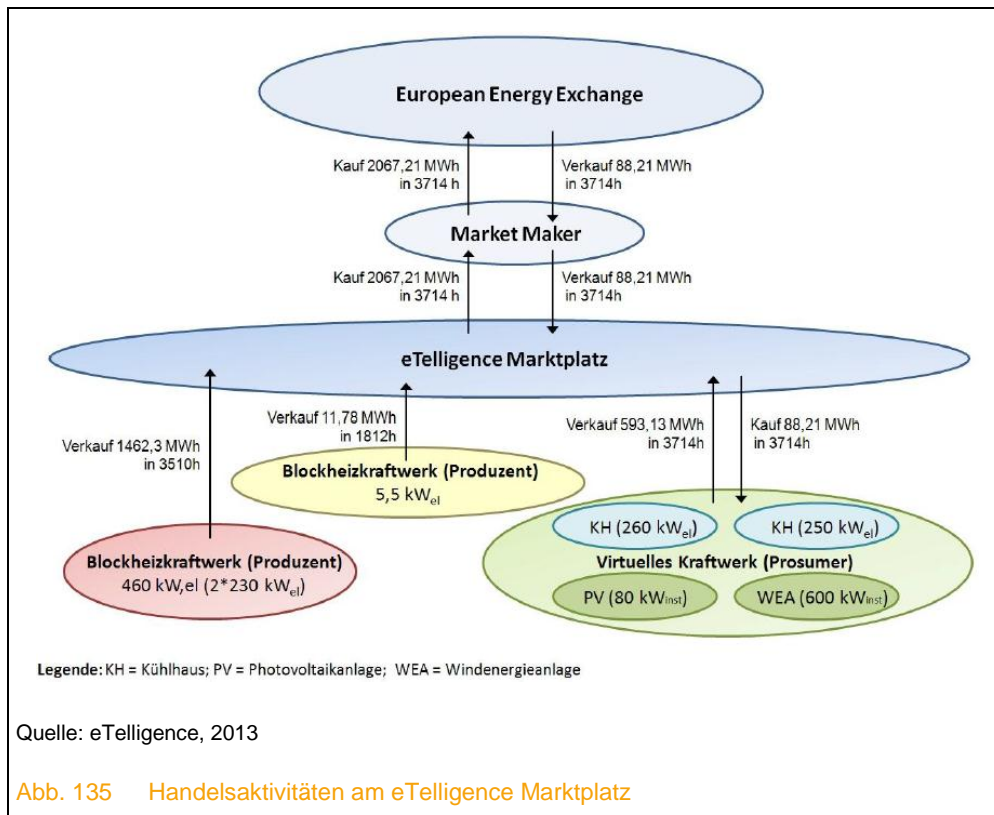 European Energy Exchange
Kauf 2067,21 MWh
in 3714 h
Verkauf 88,21 MWh
in 3714h
Market Maker
Kauf 2067,21 MWh
in 3714 h
Verkauf 88,21 MWh
in 3714h
eTelligence Marktplatz
Verkauf 1462,3 MWh
in 3510h
Verkauf 11,78 MWh
in 1812h
Verkauf 593,13 MWh
in 3714h
Kauf 88,21 MWh
in 3714h
Blockheizkraftwerk (Produzent)
5,5 kWel
Blockheizkraftwerk (Produzent)
460 kW,el (2*230 kWel)
KH (260 kWel)
KH (250 kWel)
Virtuelles Kraftwerk (Prosumer)
PV (80 kWinst)
WEA (600 kWinst)
Legende: KH = Kühlhaus; PV = Photovoltaikanlage; WEA = Windenergieanlage
Quelle: eTelligence, 2013
Abb. 135 Handelsaktivitäten am eTelligence Marktplatz